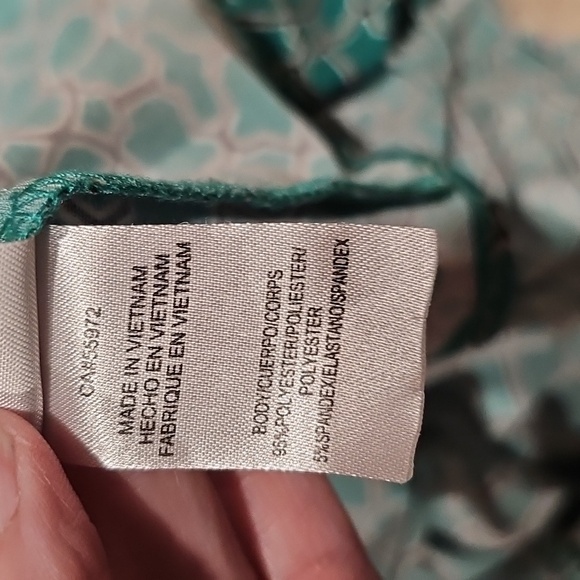 CA#55972
MADE IN VIETNAM
HECHO EN VIETNAM
FABRIQUE EN VIETNAM
BODY/CUERPO/CORPS
95%POLYESTER/POLIESTER/
POLYESTER
5%SPANDEX/ELASTANO/SPANDEX